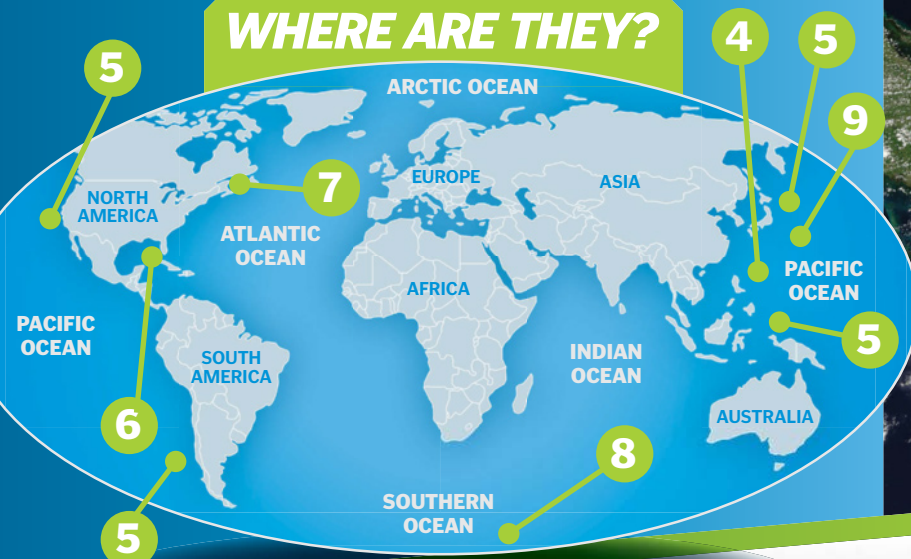 WHERE ARE THEY?
4
5
5
9
ARCTIC OCEAN
NORTH
AMERICA
7
EUROPE
ASIA
ATLANTIC
OCEAN
PACIFIC
OCEAN
AFRICA
PACIFIC
OCEAN
5
SOUTH
AMERICA
INDIAN
OCEAN
AUSTRALIA
6
8
SOUTHERN
OCEAN
5